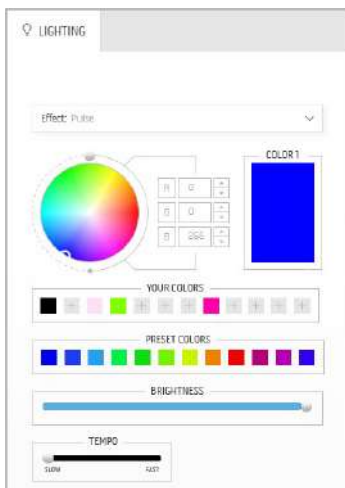 LIGHTING
Effect: Pulse
COLOR 1
R 0
G 0
B 255
YOUR COLORS
PRESET COLORS
BRIGHTNESS
TEMPO
SLOW FAST